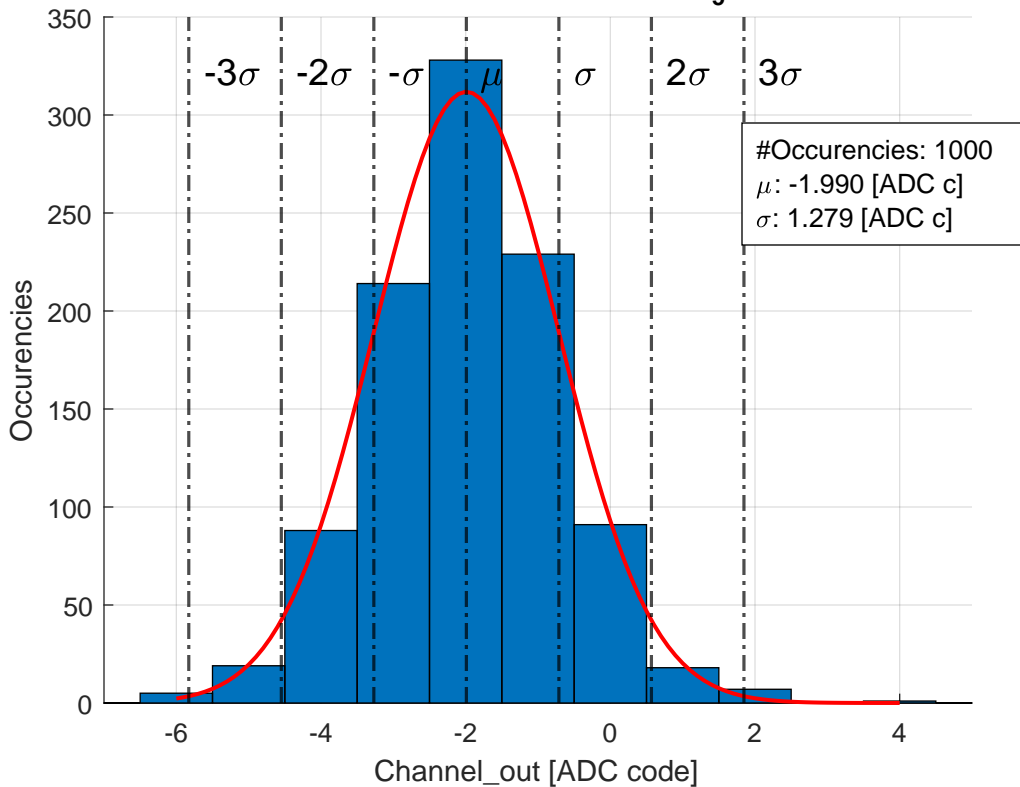 350
300
250
200
150
100
50
0
Occurencies
-3σ
-2σ
-σ
μ
σ
2σ
3σ
#Occurencies: 1000
μ: -1.990 [ADC c]
σ: 1.279 [ADC c]
-6
-4
-2
0
2
4
Channel_out [ADC code]